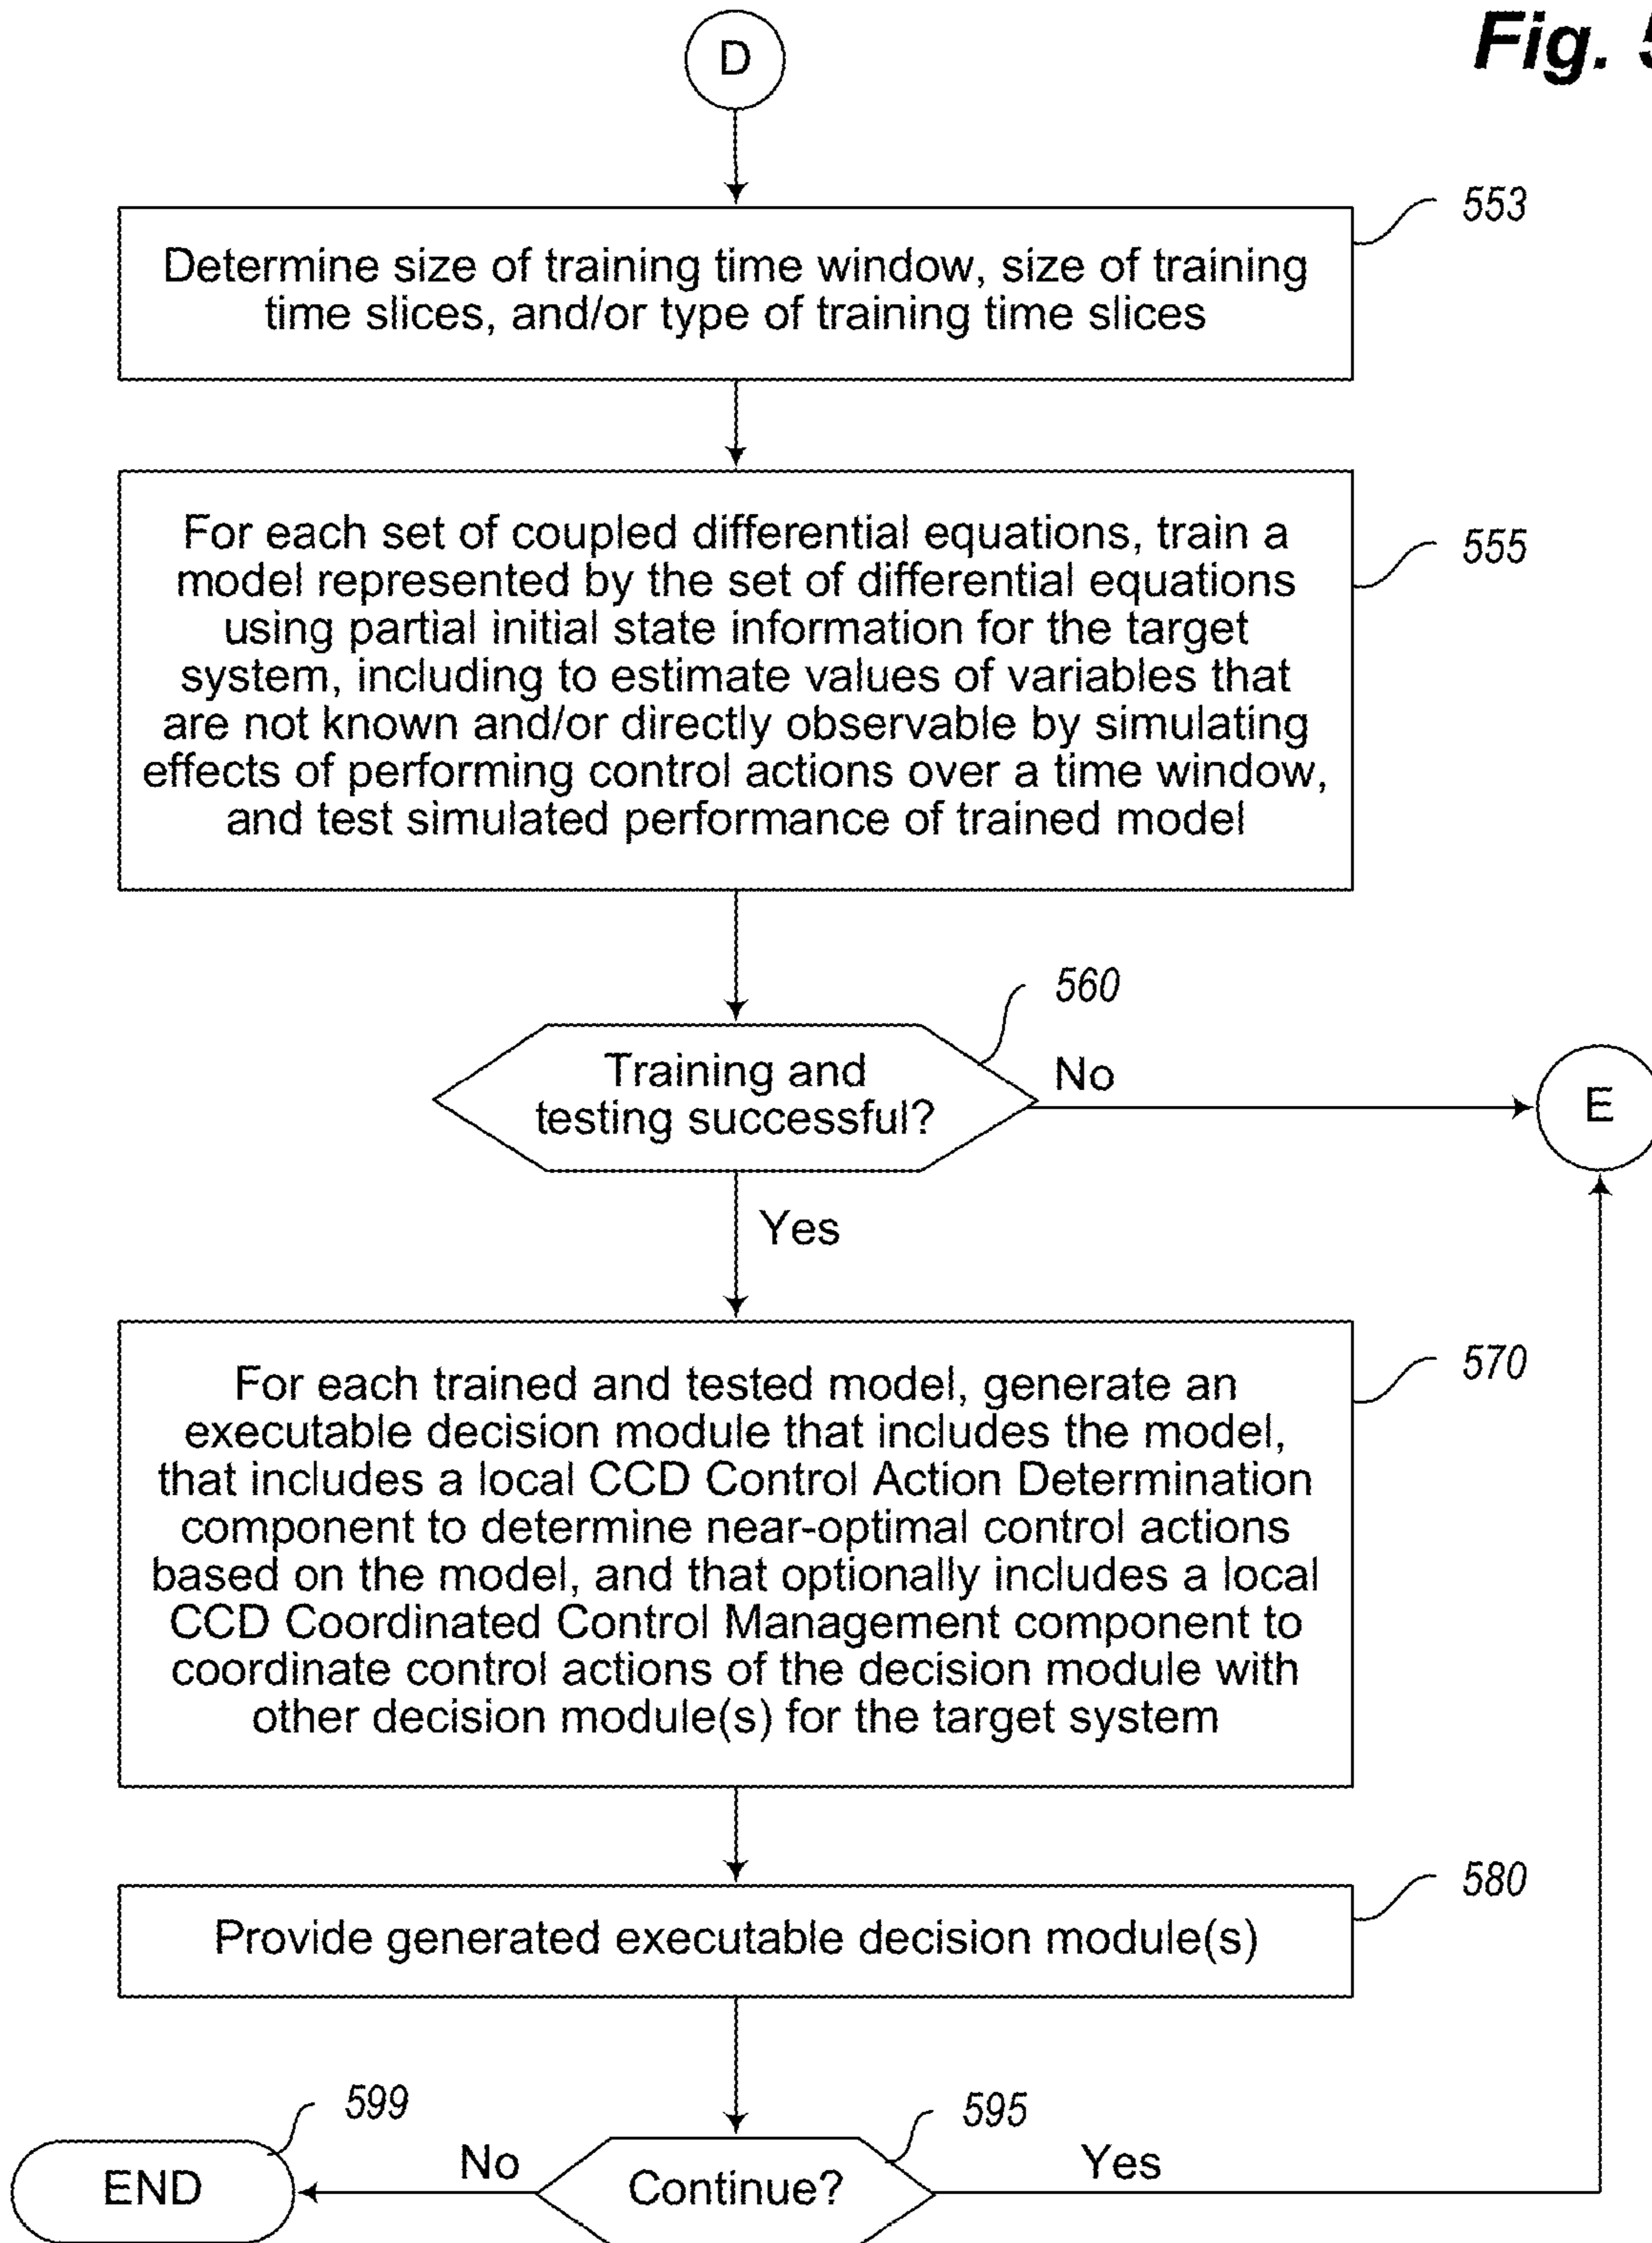 Fig. 5
D
553
Determine size of training time window, size of training
time slices, and/or type of training time slices
555
For each set of coupled differential equations, train a
model represented by the set of differential equations
using partial initial state information for the target
system, including to estimate values of variables that
are not known and/or directly observable by simulating
effects of performing control actions over a time window,
and test simulated performance of trained model
560
Training and
testing successful?
No
E
Yes
570
For each trained and tested model, generate an
executable decision module that includes the model,
that includes a local CCD Control Action Determination
component to determine near-optimal control actions
based on the model, and that optionally includes a local
CCD Coordinated Control Management component to
coordinate control actions of the decision module with
other decision module(s) for the target system
580
Provide generated executable decision module(s)
599
END
No
595
Continue?
Yes